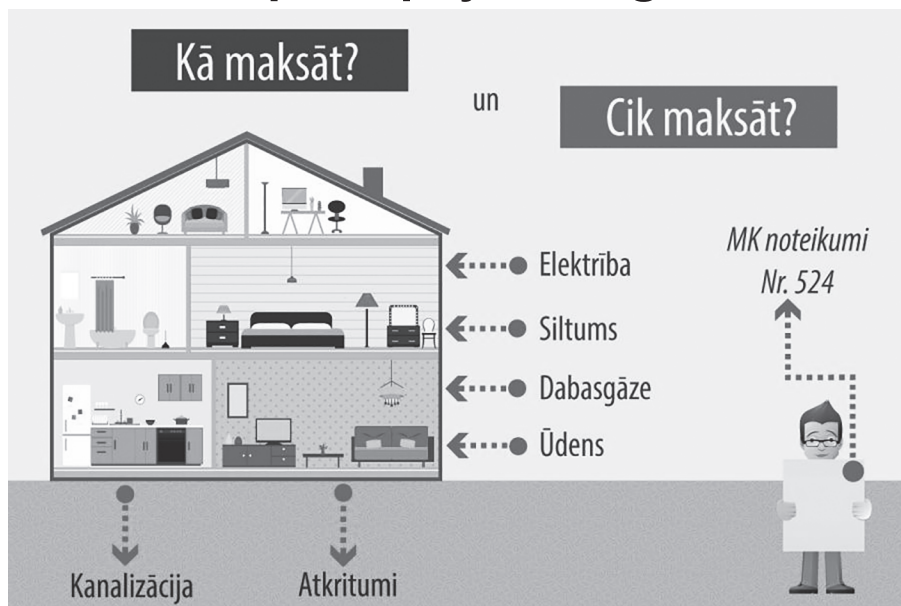 Kā maksāt?
un
Cik maksāt?
MK noteikumi
Nr. 524
Elektrība
Siltums
Dabasgāze
Ūdens
Kanalizācija
Atkritumi